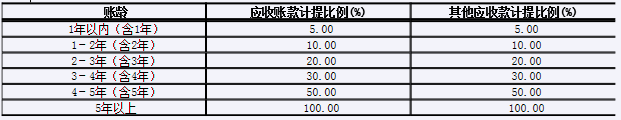 账龄 应收账款计提比例(%) 其他应收款计提比例(%)
1年以内（含1年） 5.00 5.00
1－2年（含2年） 10.00 10.00
2－3年（含3年） 20.00 20.00
3－4年（含4年） 30.00 30.00
4－5年（含5年） 50.00 50.00
5年以上 100.00 100.00